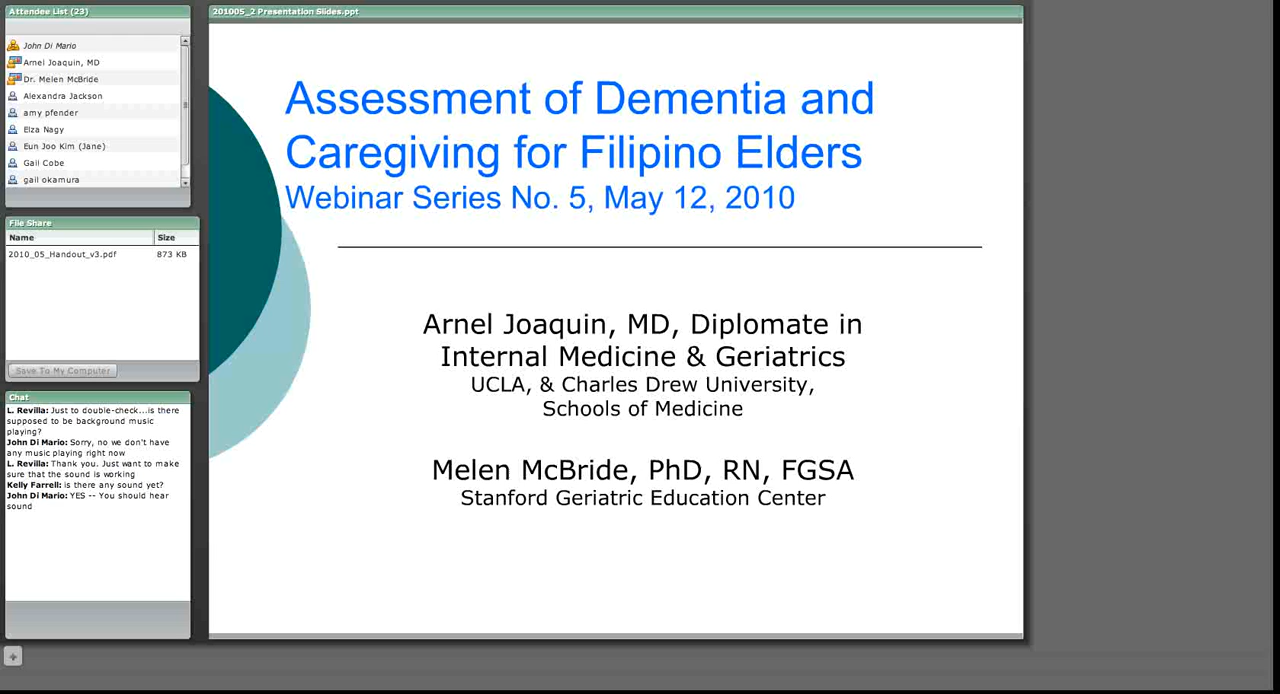 Attendee List (23)
John Di Mario
Arnel Joaquin, MD
Dr. Melen McBride
Alexandra Jackson
amy pfender
Elza Nagy
Eun Joo Kim (Jane)
Gail Cobe
gail okamura
File Share
Name Size
2010_05_Handout_v3.pdf 873 KB
Save To My Computer
Chat
L. Revilla: Just to double-check...is there
supposed to be background music
playing?
John Di Mario: Sorry, no we don't have
any music playing right now
L. Revilla: Thank you. Just want to make
sure that the sound is working
Kelly Farrell: is there any sound yet?
John Di Mario: YES -- You should hear
sound
201005_2 Presentation Slides.ppt
Assessment of Dementia and
Caregiving for Filipino Elders
Webinar Series No. 5, May 12, 2010
Arnel Joaquin, MD, Diplomate in
Internal Medicine & Geriatrics
UCLA, & Charles Drew University,
Schools of Medicine
Melen McBride, PhD, RN, FGSA
Stanford Geriatric Education Center